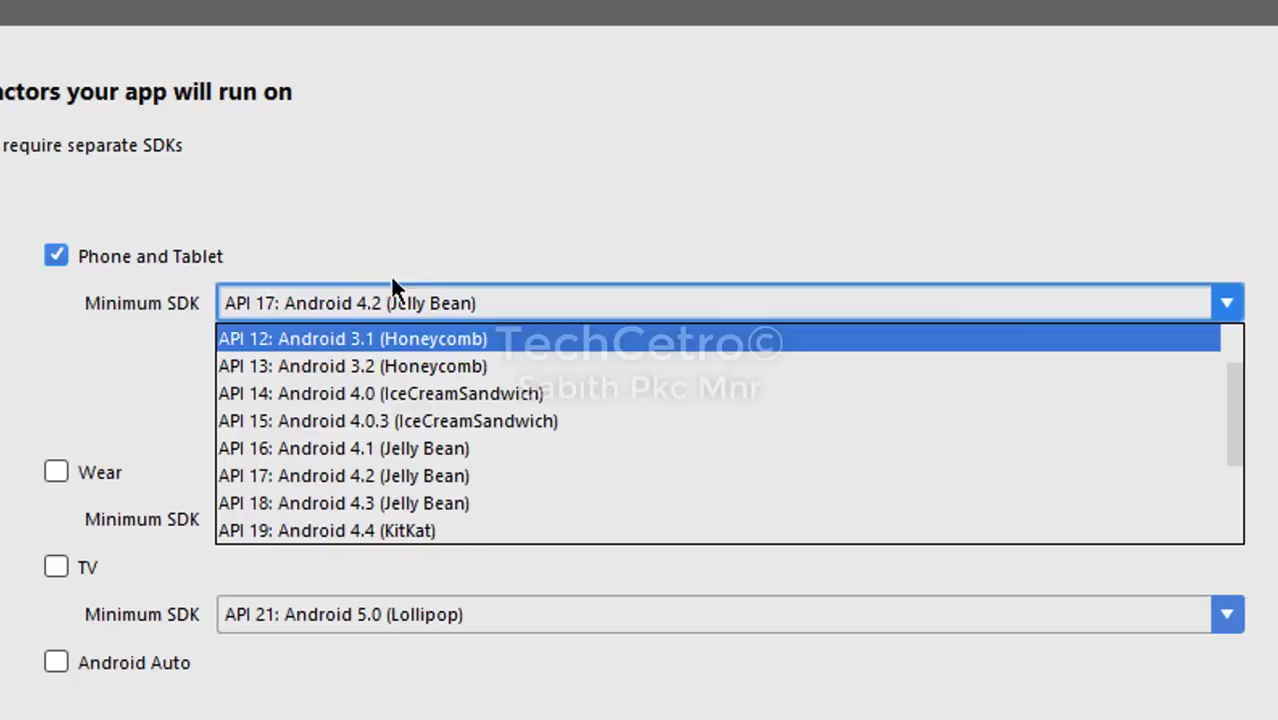 actors your app will run on
require separate SDKs
Phone and Tablet
Minimum SDK
API 17: Android 4.2 (Jelly Bean)
API 12: Android 3.1 (Honeycomb)
API 13: Android 3.2 (Honeycomb)
API 14: Android 4.0 (IceCreamSandwich)
API 15: Android 4.0.3 (IceCreamSandwich)
API 16: Android 4.1 (Jelly Bean)
API 17: Android 4.2 (Jelly Bean)
API 18: Android 4.3 (Jelly Bean)
API 19: Android 4.4 (KitKat)
TechCetro©
Sabith Pkc Mnr
Wear
Minimum SDK
TV
Minimum SDK
API 21: Android 5.0 (Lollipop)
Android Auto